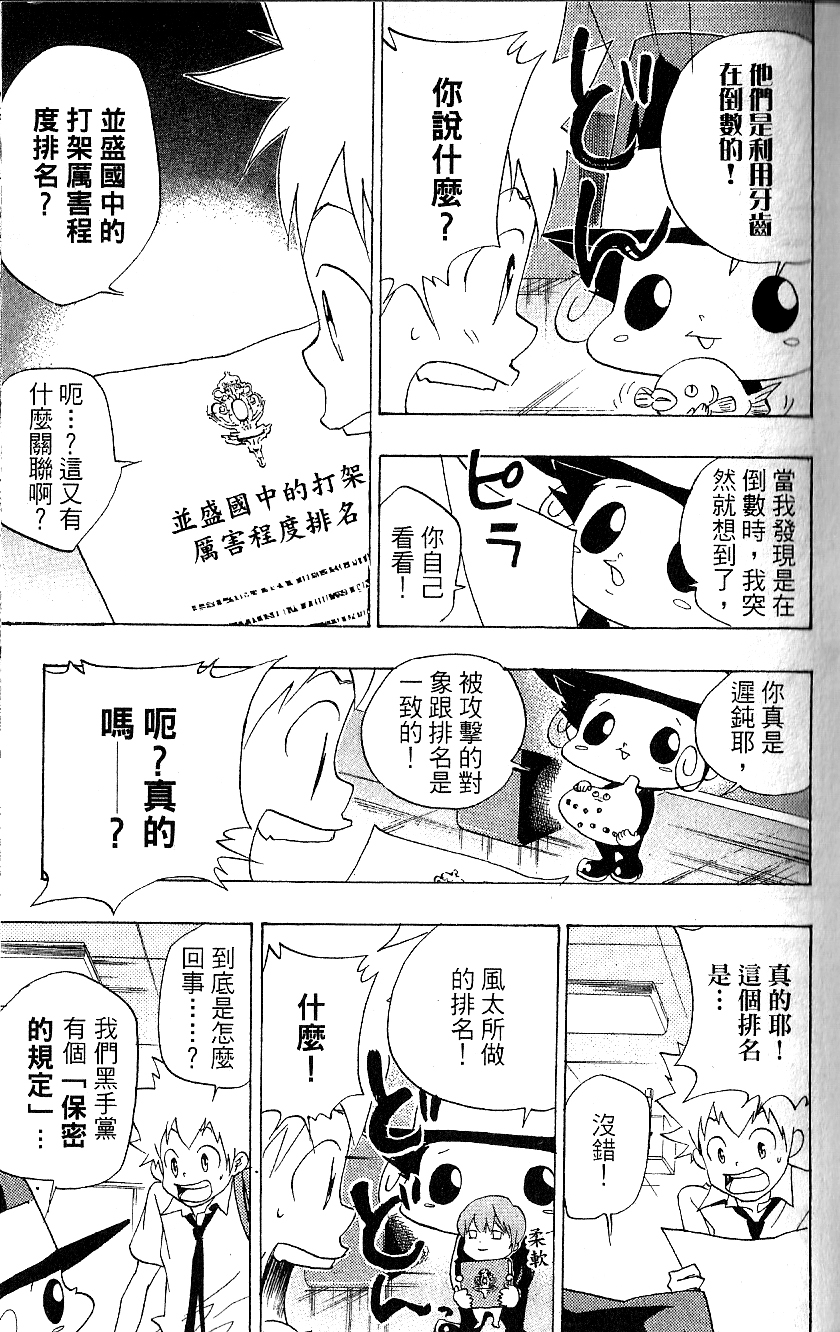 他們是利用牙齒
在倒數的！
どーん
你說什麼？
並盛國中的
打架厲害程
度排名？
呃…？這又有
什麼關聯啊？
並盛國中的打架
厲害程度排名
當我發現是在
倒數時，我突
然就想到了，
ピラ
你自己
看看！
你真是
遲鈍耶，
被攻擊的對
象跟排名是
一致的！
呃？真的
嗎——？
真的耶！
這個排名
是…
沒錯！
風太所做
的排名！
柔軟
どどーん
什麼！
到底是怎麼
回事……？
我們黑手黨
有個「保密
的規定」…